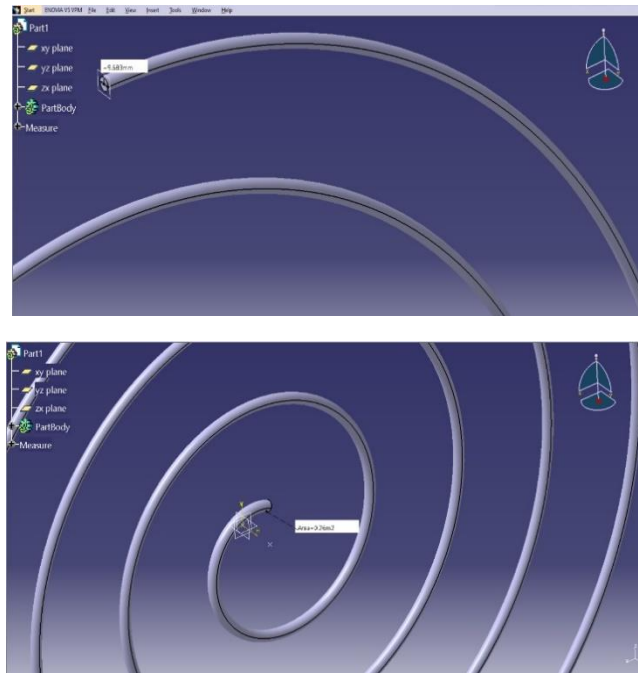 Start ENOVIA V5 VPM File Edit View Insert Tools Window Help
Part1
xy plane
yz plane
zx plane
PartBody
Measure
Part1
xy plane
yz plane
zx plane
PartBody
Measure